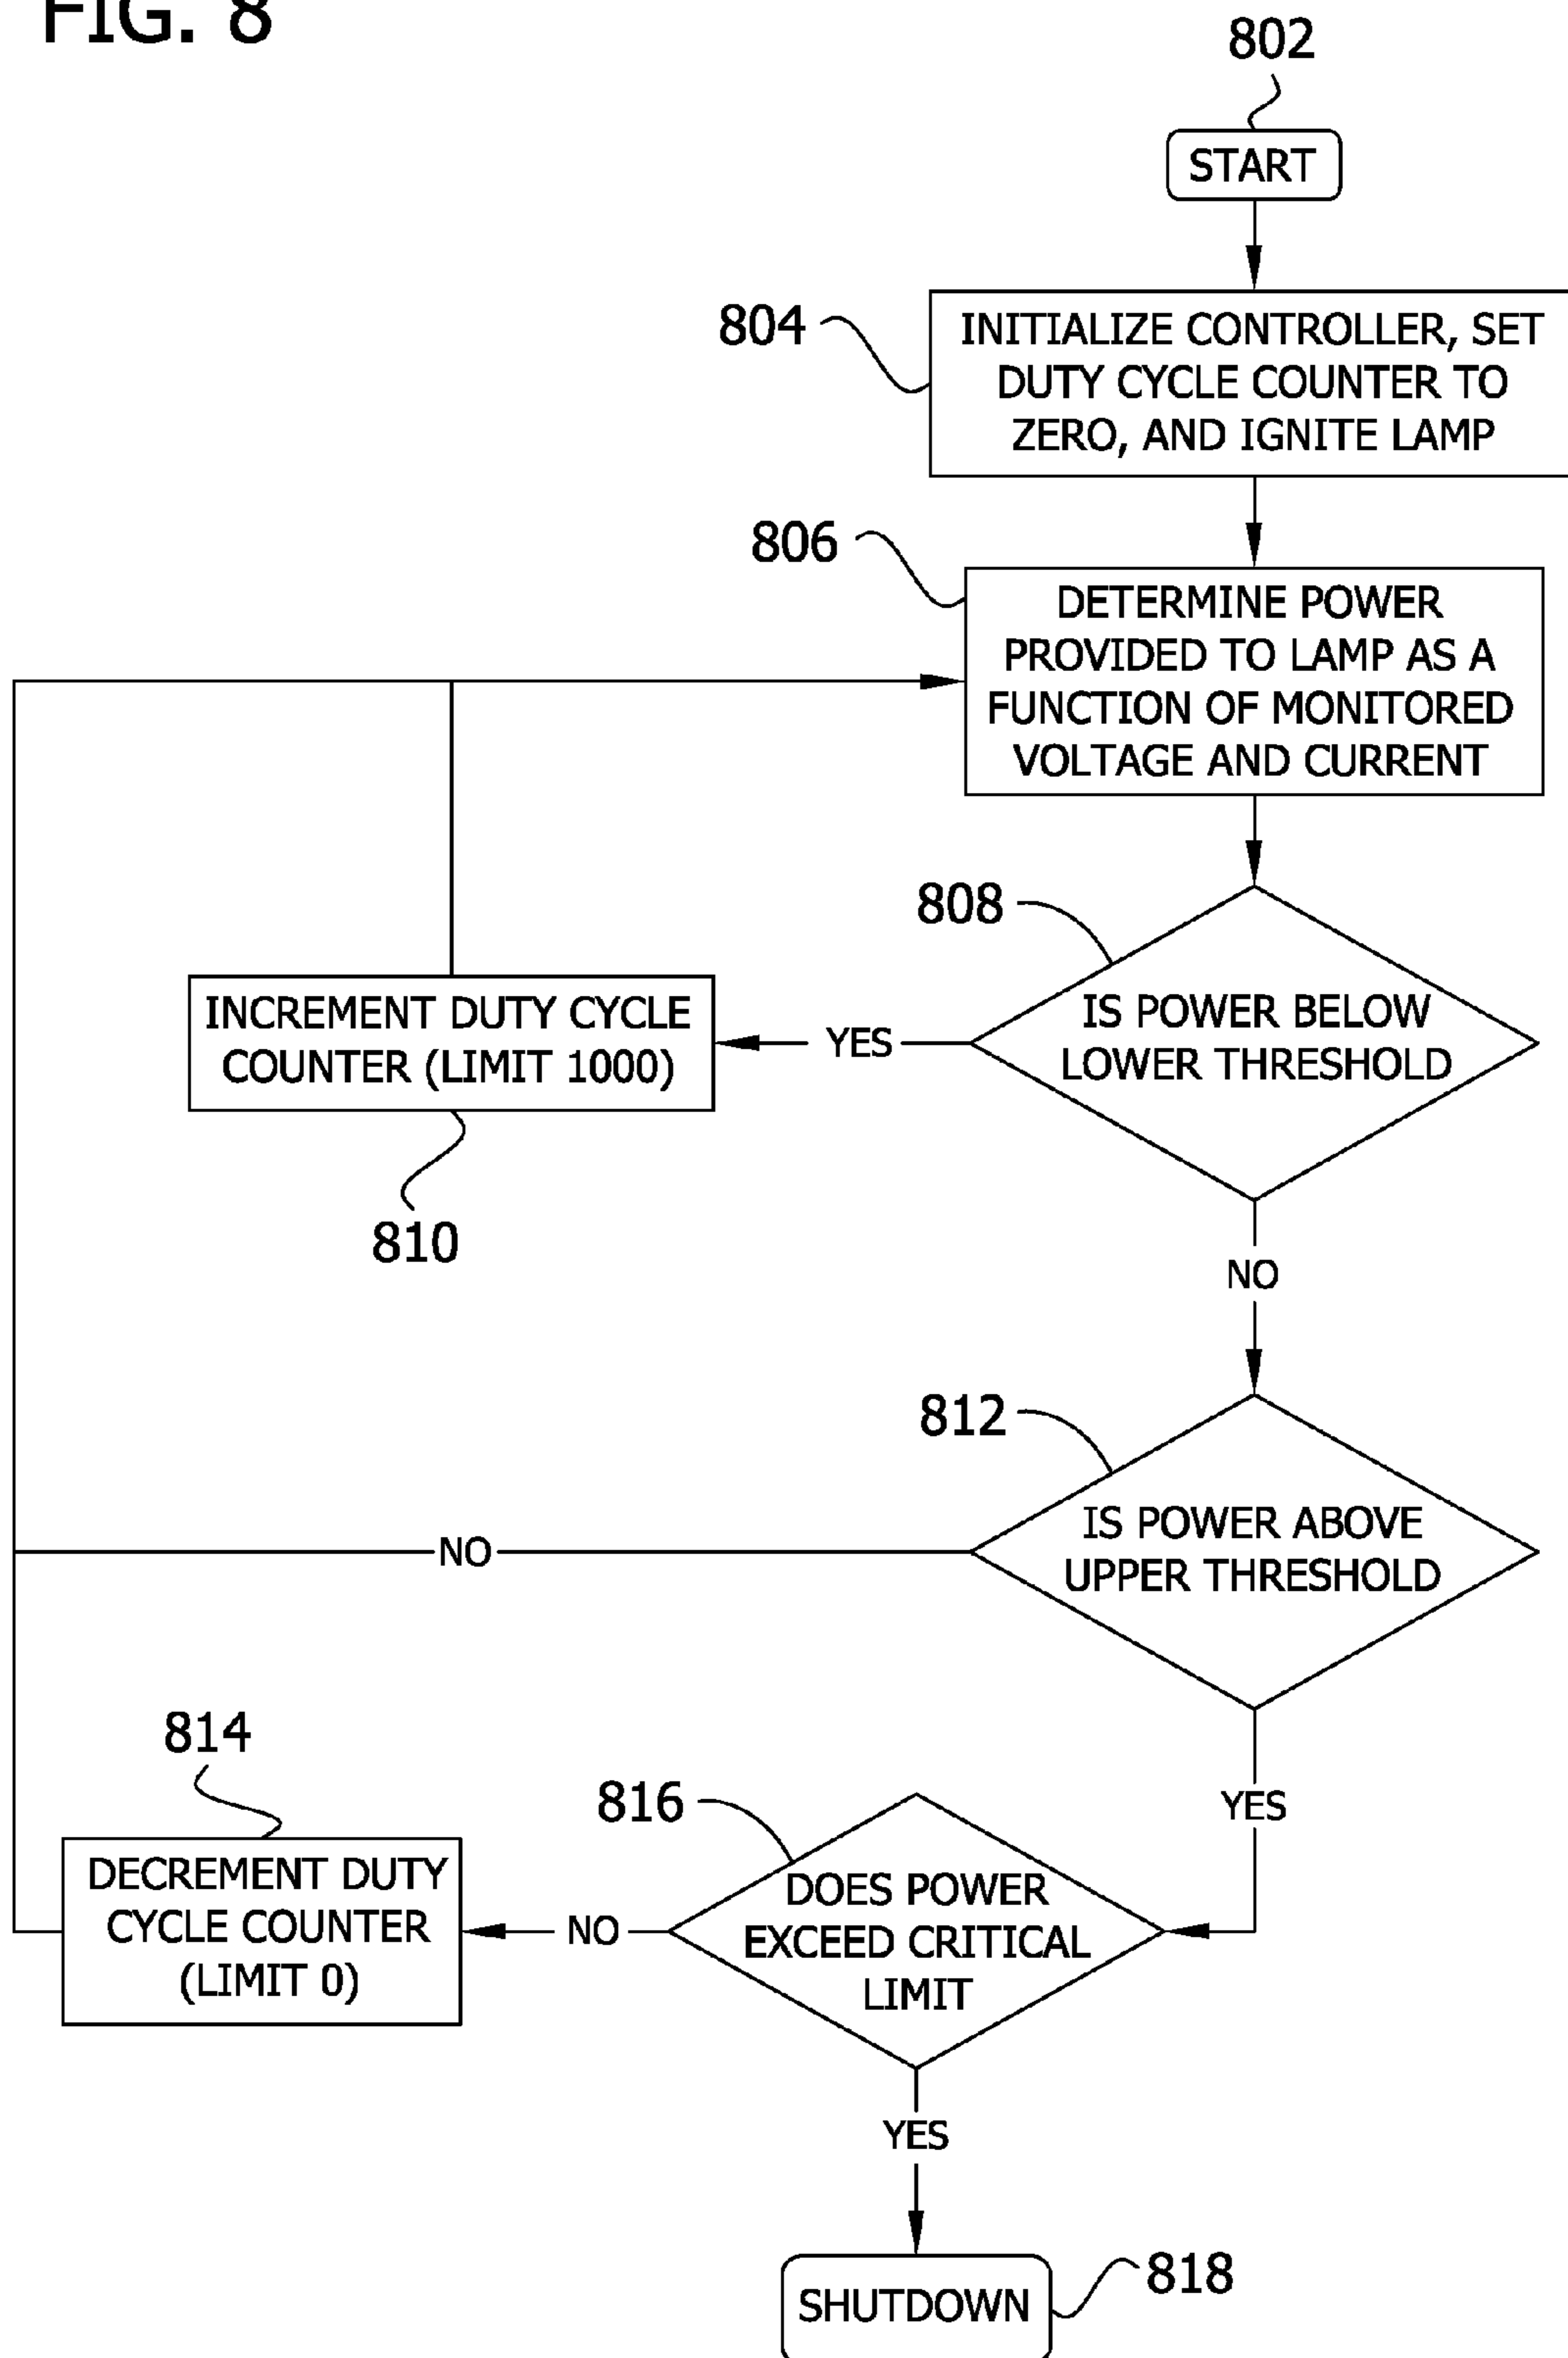 FIG. 8
802
START
804
INITIALIZE CONTROLLER, SET
DUTY CYCLE COUNTER TO
ZERO, AND IGNITE LAMP
806
DETERMINE POWER
PROVIDED TO LAMP AS A
FUNCTION OF MONITORED
VOLTAGE AND CURRENT
808
IS POWER BELOW
LOWER THRESHOLD
YES
INCREMENT DUTY CYCLE
COUNTER (LIMIT 1000)
810
NO
812
IS POWER ABOVE
UPPER THRESHOLD
NO
YES
816
DOES POWER
EXCEED CRITICAL
LIMIT
NO
814
DECREMENT DUTY
CYCLE COUNTER
(LIMIT 0)
YES
SHUTDOWN
818